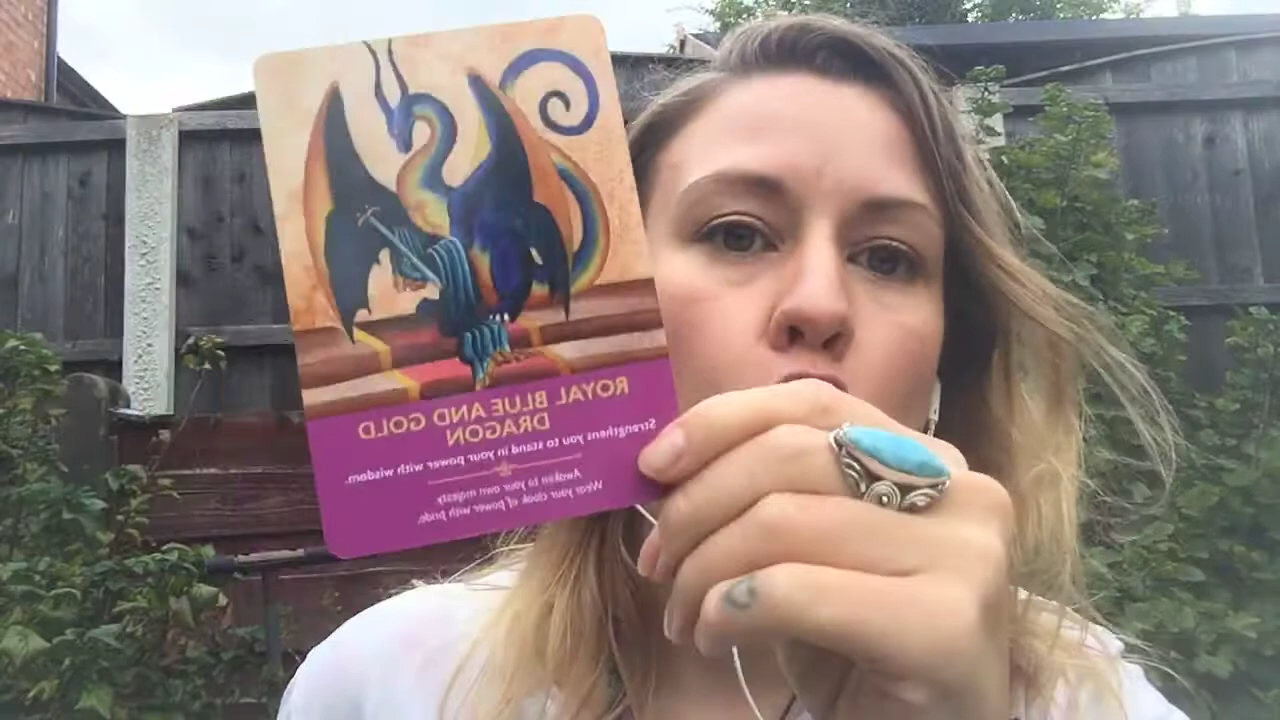 ROYAL BLUE AND GOLD
DRAGON
Strengthens you to stand in your power with wisdom.
Awaken to your own majesty.
Wear your cloak of power with pride.